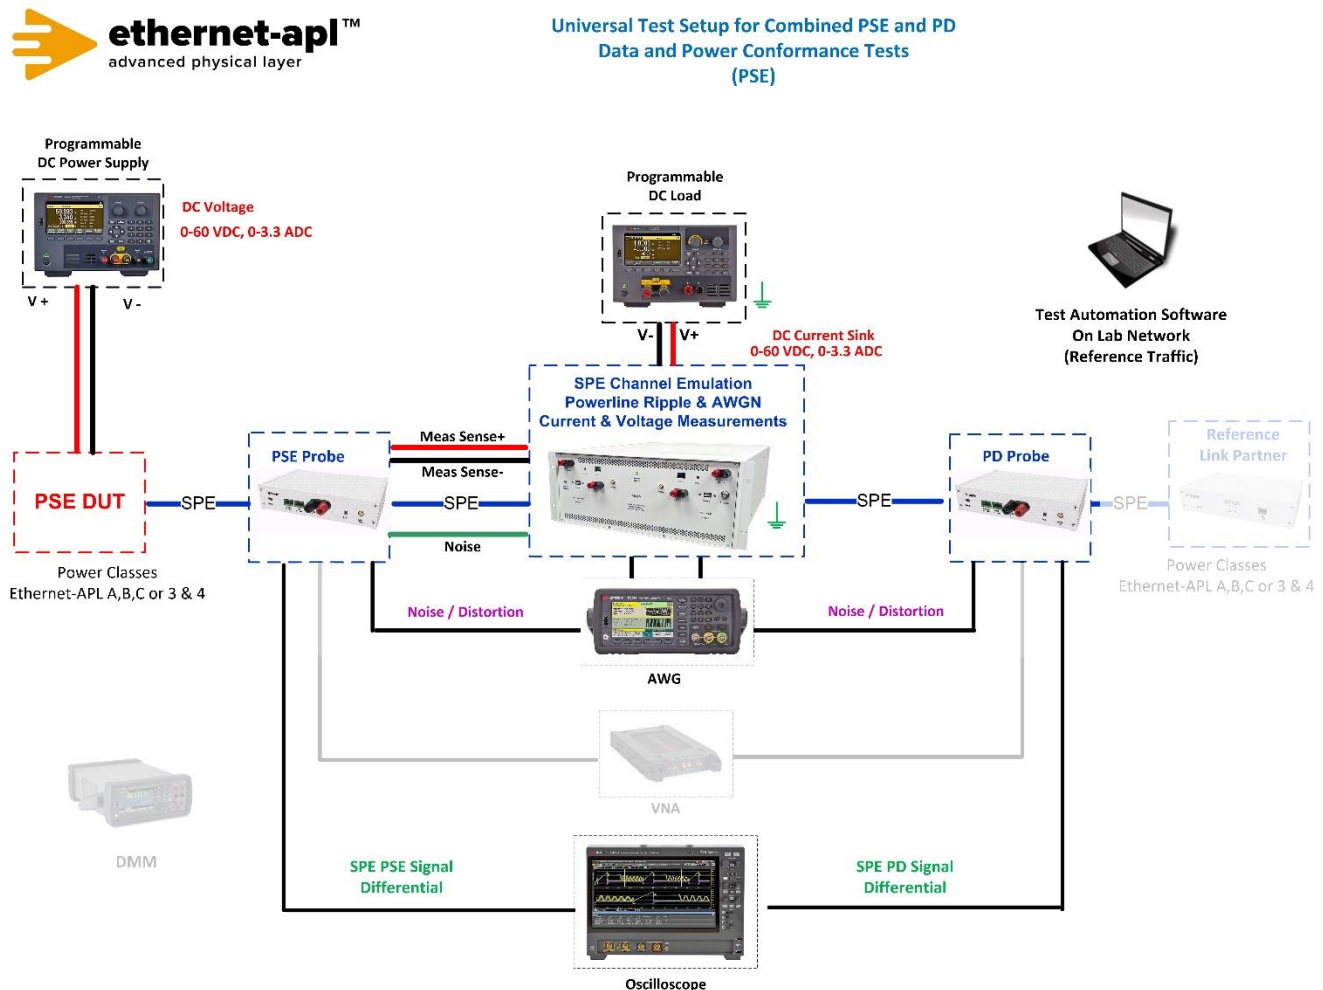 ethernet-apl™
advanced physical layer
Universal Test Setup for Combined PSE and PD
Data and Power Conformance Tests
(PSE)
Programmable
DC Power Supply
DC Voltage
0-60 VDC, 0-3.3 ADC
V +
V -
Programmable
DC Load
V-
V+
DC Current Sink
0-60 VDC, 0-3.3 ADC
Test Automation Software
On Lab Network
(Reference Traffic)
SPE Channel Emulation
Powerline Ripple & AWGN
Current & Voltage Measurements
PSE DUT
SPE
PSE Probe
Meas Sense+
Meas Sense-
SPE
Noise
SPE
PD Probe
SPE
Reference
Link Partner
Power Classes
Ethernet-APL A,B,C or 3 & 4
Power Classes
Ethernet-APL A,B,C or 3 & 4
Noise / Distortion
Noise / Distortion
AWG
VNA
DMM
SPE PSE Signal
Differential
SPE PD Signal
Differential
Oscilloscope